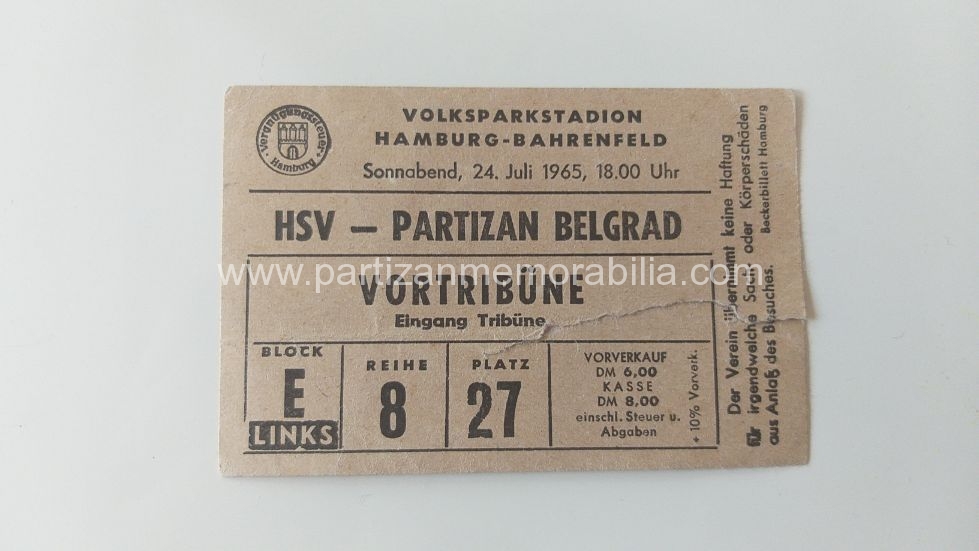 Vergnügungssteuer
Hamburg
VOLKSPARKSTADION
HAMBURG-BAHRENFELD
Sonnabend, 24. Juli 1965, 18.00 Uhr
HSV – PARTIZAN BELGRAD
www.partizanmemorabilia.com
VORTRIBÜNE
Eingang Tribüne
BLOCK
E
LINKS
REIHE
8
PLATZ
27
VORVERKAUF
DM 6,00
KASSE
DM 8,00
einschl. Steuer u.
Abgaben
+ 10% Vorverk.
Der Verein übernimmt keine Haftung
für irgendwelche Sach- oder Körperschäden
aus Anlaß des Besuches.
Beckerbillett Hamburg